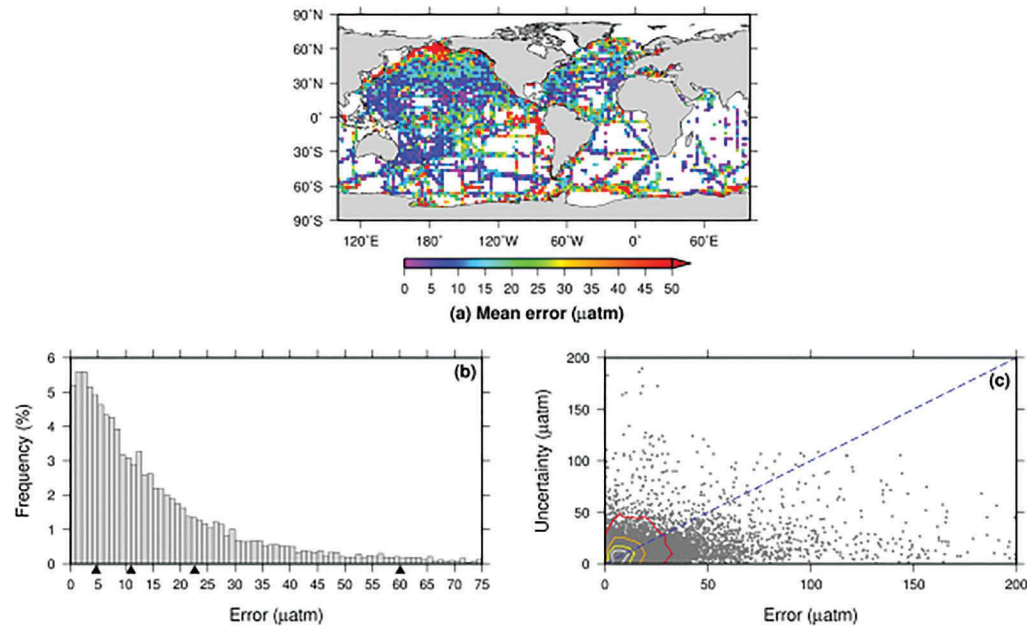 90°N
60°N
30°N
0°
30°S
60°S
90°S
120°E 180° 120°W 60°W 0° 60°E
0 5 10 15 20 25 30 35 40 45 50
(a) Mean error (μatm)
6
5
4
3
2
1
0
Frequency (%)
(b)
0 5 10 15 20 25 30 35 40 45 50 55 60 65 70 75
Error (μatm)
200
150
100
50
0
Uncertainty (μatm)
(c)
0 50 100 150 200
Error (μatm)